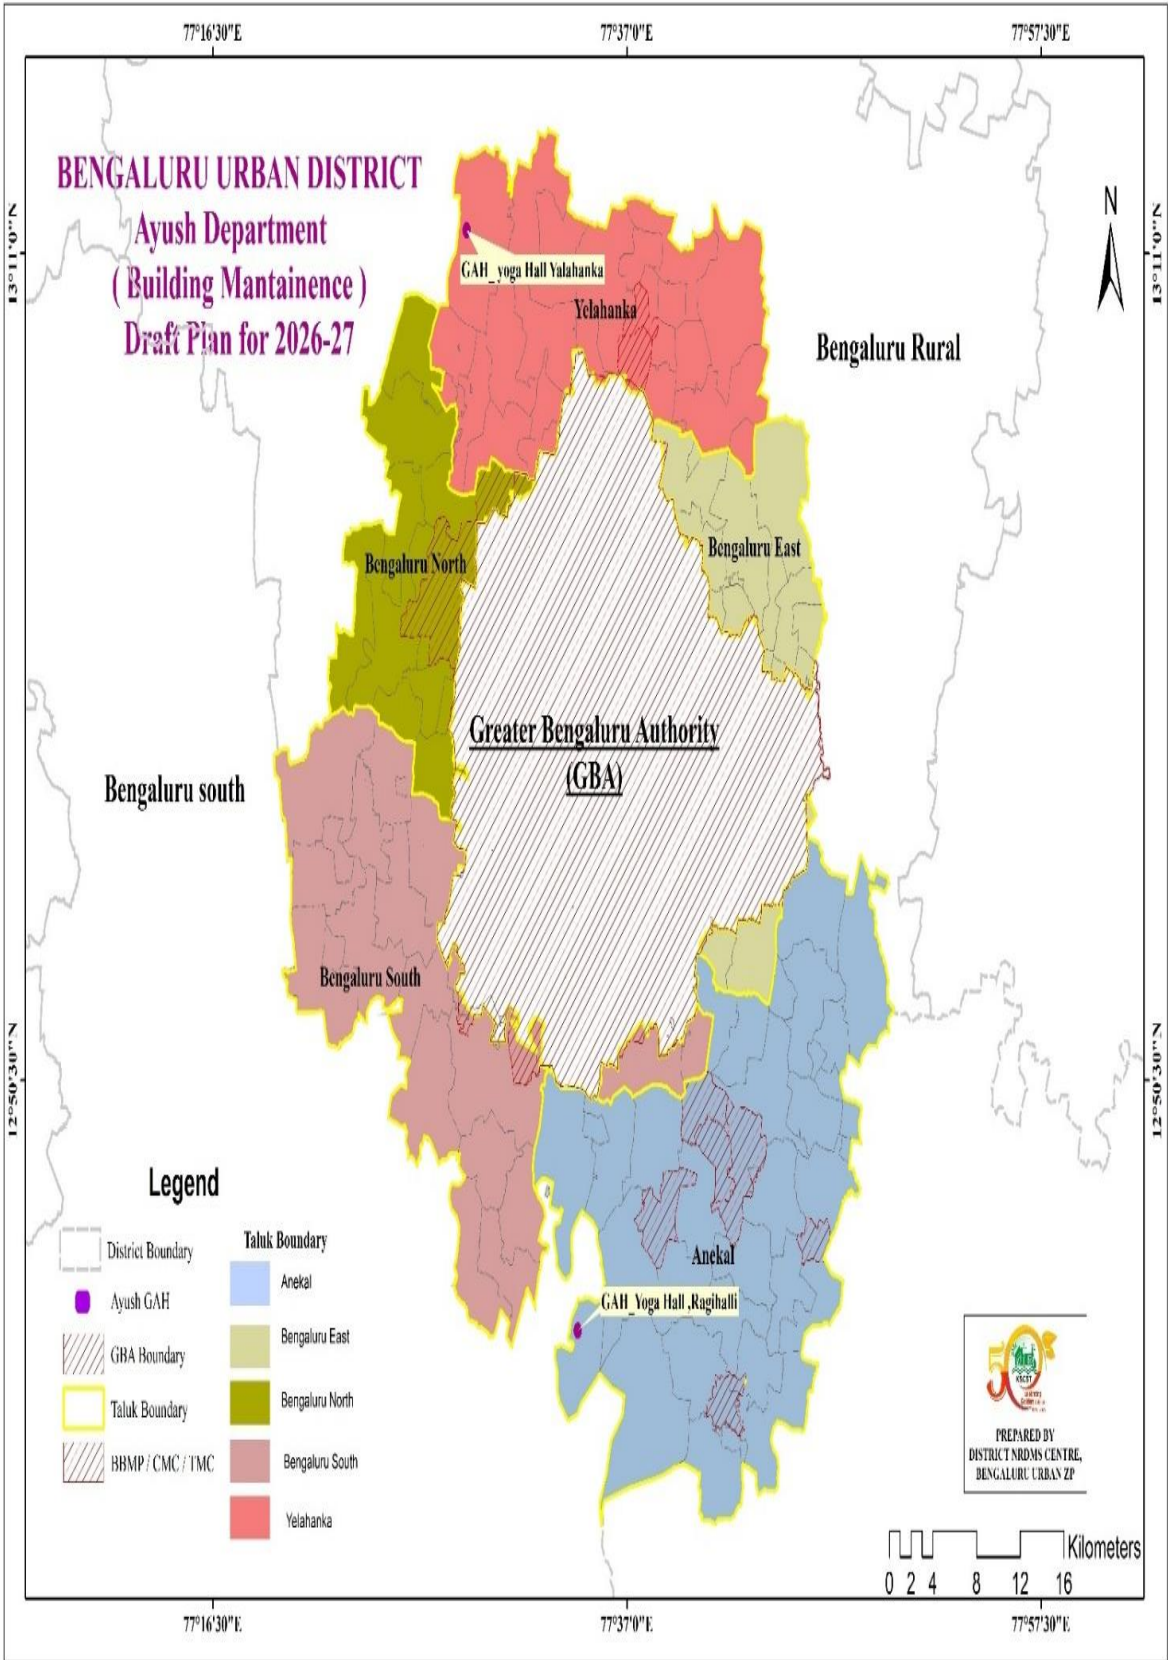 77°16'30"E
77°37'0"E
77°57'30"E
BENGALURU URBAN DISTRICT
Ayush Department
( Building Mantainence )
Draft Plan for 2026-27
N
13°11'0"N
13°11'0"N
GAH_yoga Hall Yalahanka
Yelahanka
Bengaluru Rural
Bengaluru North
Bengaluru East
Greater Bengaluru Authority
(GBA)
Bengaluru south
Bengaluru South
12°50'30"N
12°50'30"N
Anekal
GAH_Yoga Hall ,Ragihalli
Legend
District Boundary
Ayush GAH
GBA Boundary
Taluk Boundary
BBMP / CMC / TMC
Taluk Boundary
Anekal
Bengaluru East
Bengaluru North
Bengaluru South
Yelahanka
50
KSCST
PREPARED BY
DISTRICT NRDMS CENTRE,
BENGALURU URBAN ZP
Kilometers
0 2 4 8 12 16
77°16'30"E
77°37'0"E
77°57'30"E